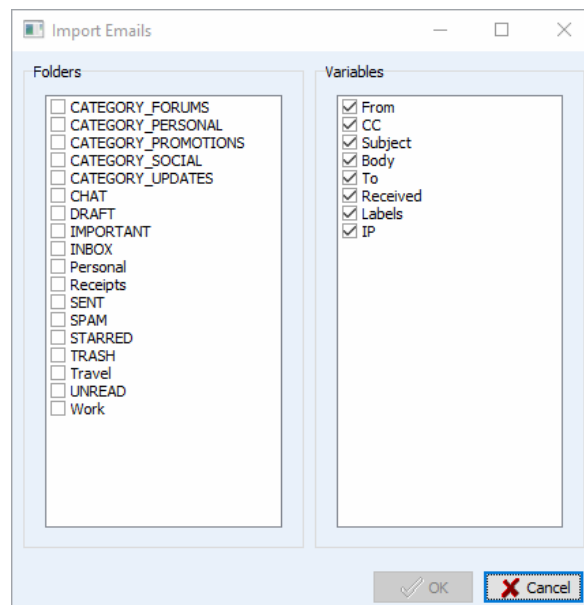 Import Emails
Folders
CATEGORY_FORUMS
CATEGORY_PERSONAL
CATEGORY_PROMOTIONS
CATEGORY_SOCIAL
CATEGORY_UPDATES
CHAT
DRAFT
IMPORTANT
INBOX
Personal
Receipts
SENT
SPAM
STARRED
TRASH
Travel
UNREAD
Work
Variables
From
CC
Subject
Body
To
Received
Labels
IP
OK
Cancel